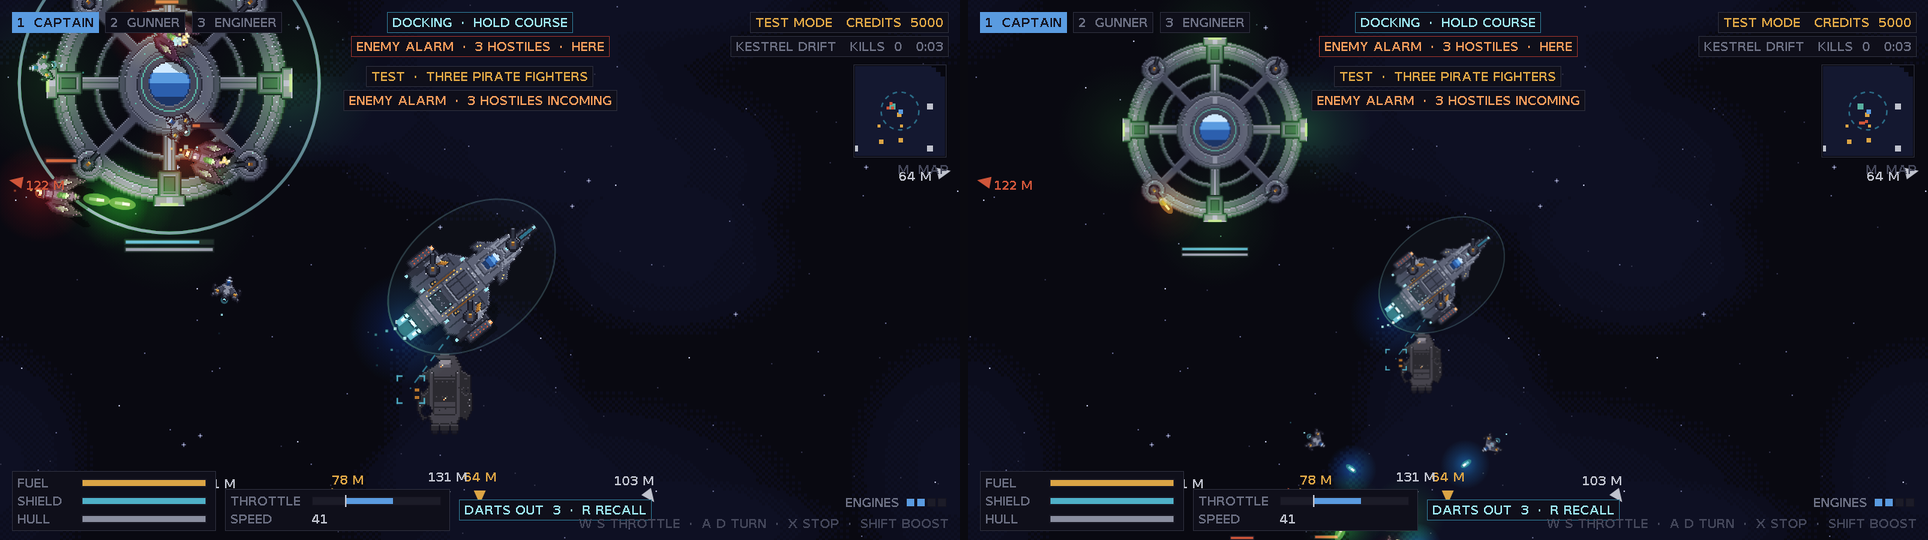 1 CAPTAIN 2 GUNNER 3 ENGINEER
DOCKING · HOLD COURSE
TEST MODE CREDITS 5000
ENEMY ALARM · 3 HOSTILES · HERE
KESTREL DRIFT KILLS 0 0:03
TEST · THREE PIRATE FIGHTERS
ENEMY ALARM · 3 HOSTILES INCOMING
M MAP
64 M
122 M
FUEL
SHIELD
HULL
1 M
78 M
131 M
64 M
103 M
THROTTLE
SPEED 41
DARTS OUT 3 · R RECALL
ENGINES
W S THROTTLE · A D TURN · X STOP · SHIFT BOOST
1 CAPTAIN 2 GUNNER 3 ENGINEER
DOCKING · HOLD COURSE
TEST MODE CREDITS 5000
ENEMY ALARM · 3 HOSTILES · HERE
KESTREL DRIFT KILLS 0 0:03
TEST · THREE PIRATE FIGHTERS
ENEMY ALARM · 3 HOSTILES INCOMING
M MAP
64 M
122 M
FUEL
SHIELD
HULL
1 M
78 M
131 M
64 M
103 M
THROTTLE
SPEED 41
DARTS OUT 3 · R RECALL
ENGINES
W S THROTTLE · A D TURN · X STOP · SHIFT BOOST